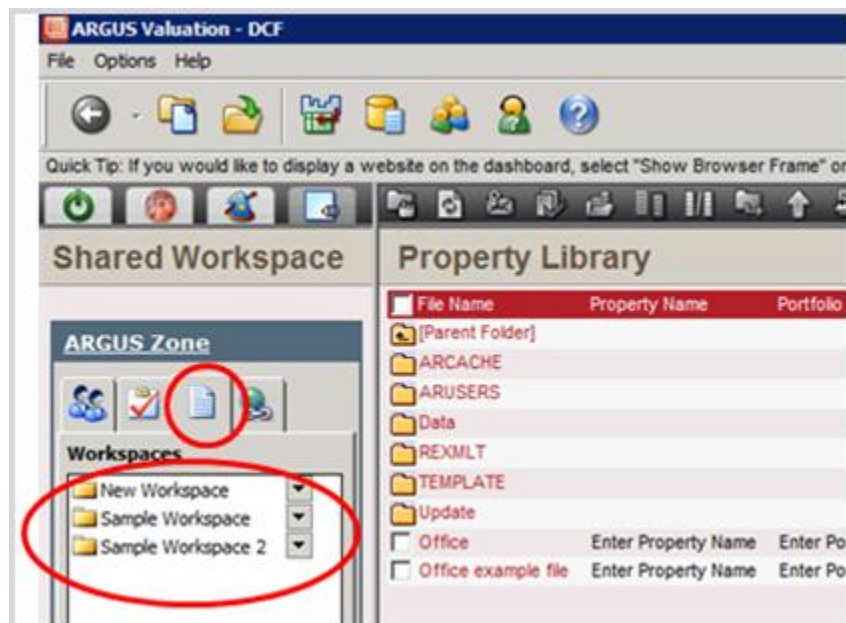 ARGUS Valuation - DCF
File Options Help
Quick Tip: If you would like to display a website on the dashboard, select "Show Browser Frame" or
Shared Workspace
Property Library
File Name Property Name Portfolio
[Parent Folder]
ARCACHE
ARUSERS
Data
REXMLT
TEMPLATE
Update
Office Enter Property Name Enter Po
Office example file Enter Property Name Enter Po
ARGUS Zone
Workspaces
New Workspace
Sample Workspace
Sample Workspace 2